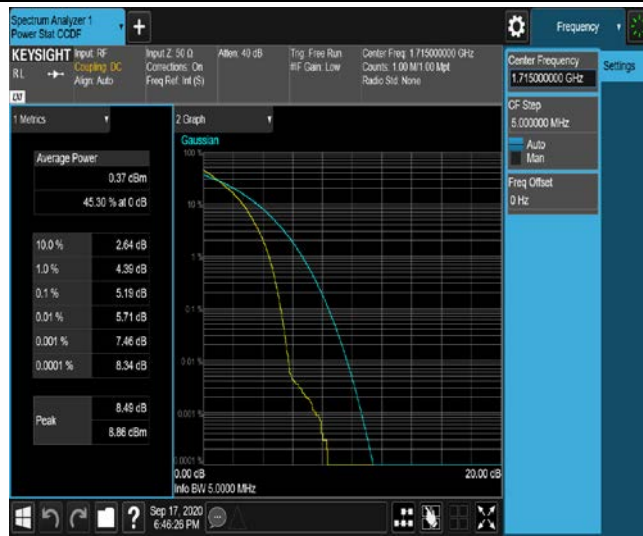 Spectrum Analyzer 1
Power Stat CCDF
Frequency
KEYSIGHT
RL
LXI
Input: RF
Coupling: DC
Align: Auto
Input Z: 50 Ω
Corrections: On
Freq Ref: Int (S)
Atten: 40 dB
Trig: Free Run
#IF Gain: Low
Center Freq: 1.715000000 GHz
Counts: 1.00 M/1.00 Mpt
Radio Std: None
Center Frequency
1.715000000 GHz
Settings
CF Step
5.000000 MHz
Auto
Man
Freq Offset
0 Hz
1 Metrics
Average Power
0.37 dBm
45.30 % at 0 dB
10.0 % 2.64 dB
1.0 % 4.39 dB
0.1 % 5.19 dB
0.01 % 5.71 dB
0.001 % 7.46 dB
0.0001 % 8.34 dB
Peak
8.49 dB
8.86 dBm
2 Graph
Gaussian
100 %
10 %
1 %
0.1 %
0.01 %
0.001 %
0.0001 %
0.00 dB
20.00 dB
Info BW 5.0000 MHz
?
Sep 17, 2020
6:46:26 PM